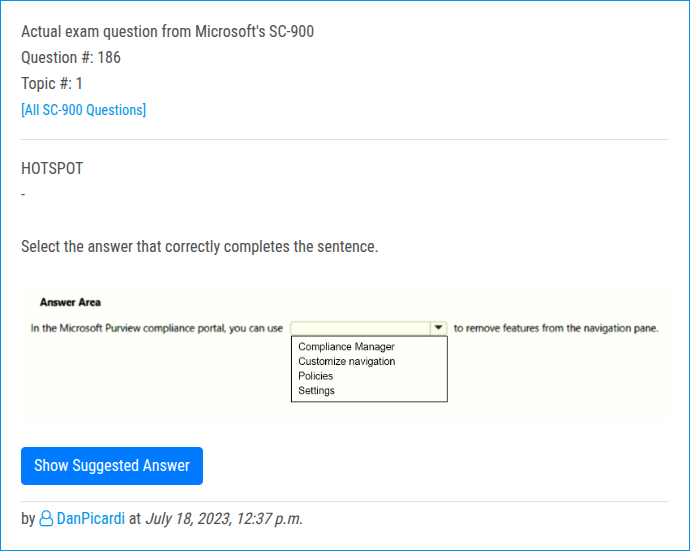 Actual exam question from Microsoft's SC-900
Question #: 186
Topic #: 1
[All SC-900 Questions]
HOTSPOT
-
Select the answer that correctly completes the sentence.
Answer Area
In the Microsoft Purview compliance portal, you can use to remove features from the navigation pane.
Compliance Manager
Customize navigation
Policies
Settings
Show Suggested Answer
by DanPicardi at July 18, 2023, 12:37 p.m.